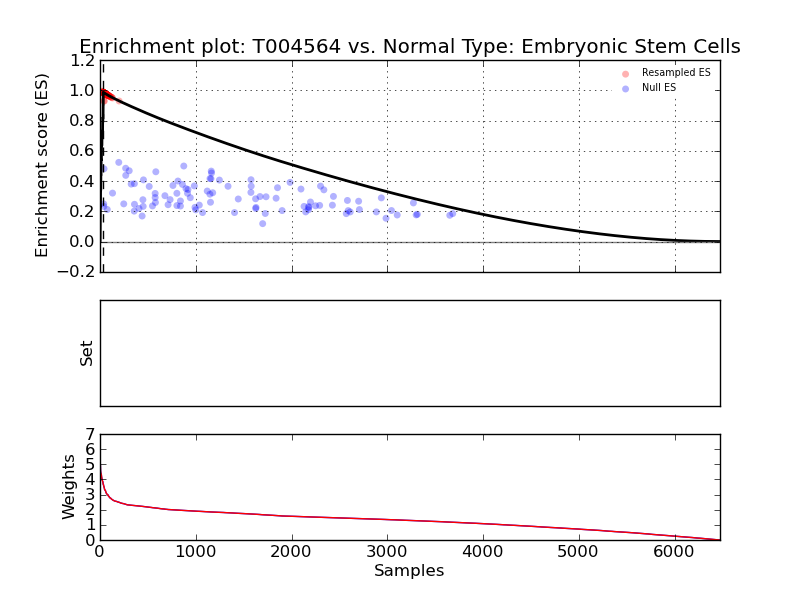 Enrichment plot: T004564 vs. Normal Type: Embryonic Stem Cells
1.2
1.0
0.8
0.6
0.4
0.2
0.0
−0.2
Enrichment score (ES)
Resampled ES
Null ES
Set
7
6
5
4
3
2
1
0
Weights
0 1000 2000 3000 4000 5000 6000
Samples